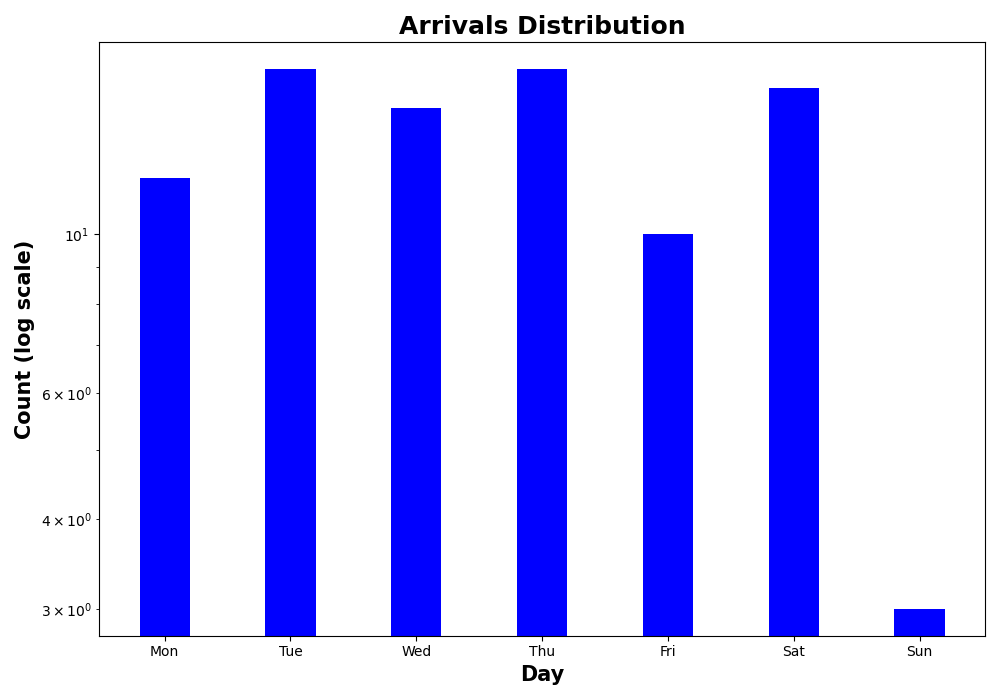 Arrivals Distribution
Count (log scale)
10¹
6 × 10⁰
4 × 10⁰
3 × 10⁰
Mon Tue Wed Thu Fri Sat Sun
Day